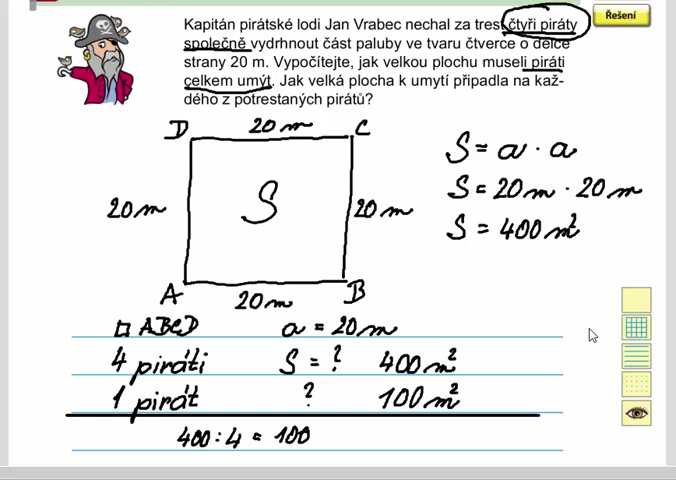 Kapitán pirátské lodi Jan Vrabec nechal za trest čtyři piráty
společně vydrhnout část paluby ve tvaru čtverce o délce
strany 20 m. Vypočítejte, jak velkou plochu museli piráti
celkem umýt. Jak velká plocha k umytí připadla na kaž-
dého z potrestaných pirátů?
Řešení
D 20 m C
20 m S 20 m
A 20 m B
S = a · a
S = 20 m · 20 m
S = 400 m²
□ ABCD a = 20 m
4 piráti S = ? 400 m²
1 pirát ? 100 m²
400 : 4 = 100